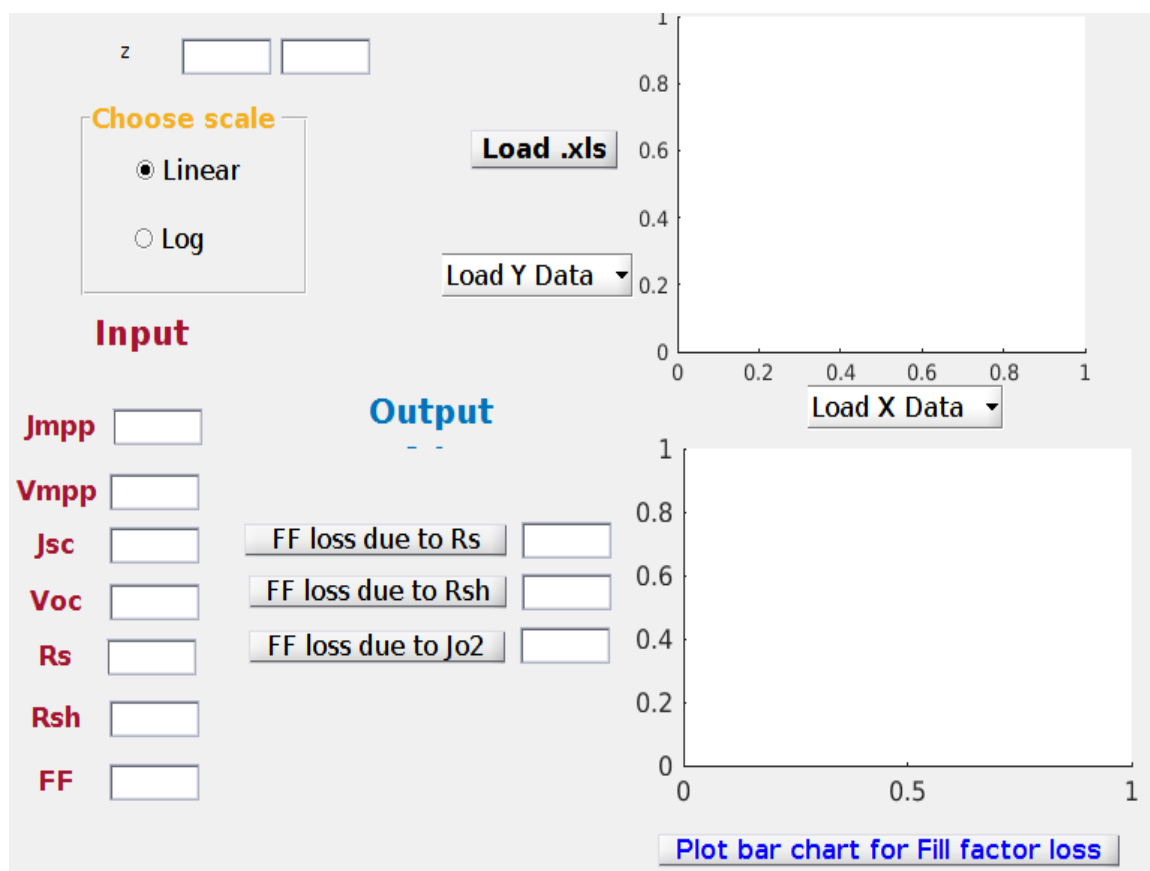 z
Choose scale
Linear
Log
Load .xls
Load Y Data
1
0.8
0.6
0.4
0.2
0
0 0.2 0.4 0.6 0.8 1
Load X Data
Input
Output
Jmpp
Vmpp
Jsc
Voc
Rs
Rsh
FF
FF loss due to Rs
FF loss due to Rsh
FF loss due to Jo2
1
0.8
0.6
0.4
0.2
0
0 0.5 1
Plot bar chart for Fill factor loss